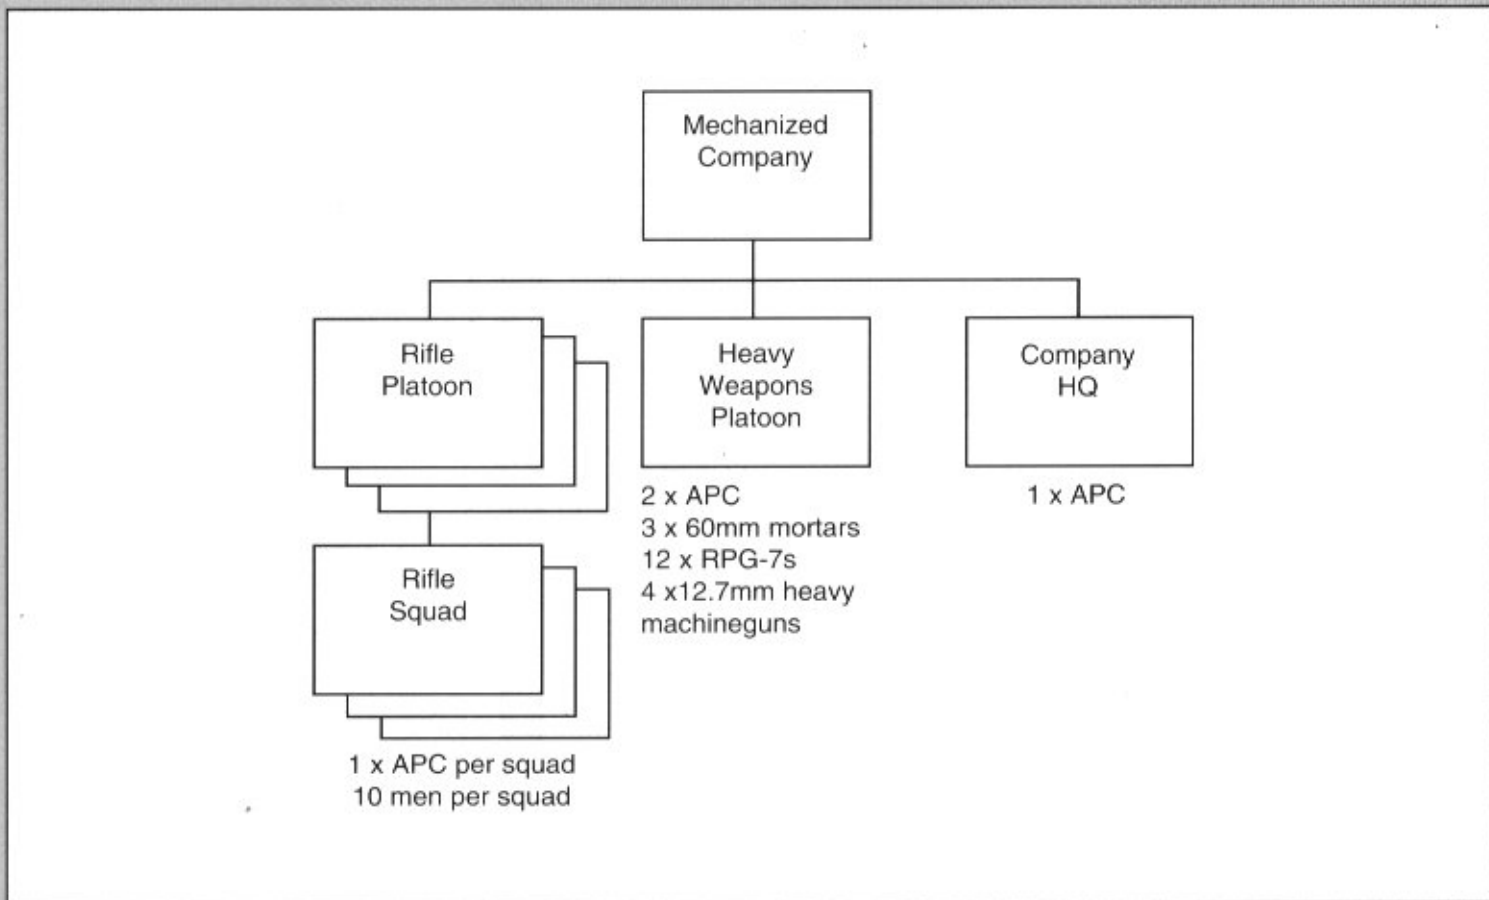 Mechanized
Company
Rifle
Platoon
Heavy
Weapons
Platoon
Company
HQ
2 x APC
3 x 60mm mortars
12 x RPG-7s
4 x12.7mm heavy
machineguns
1 x APC
Rifle
Squad
1 x APC per squad
10 men per squad